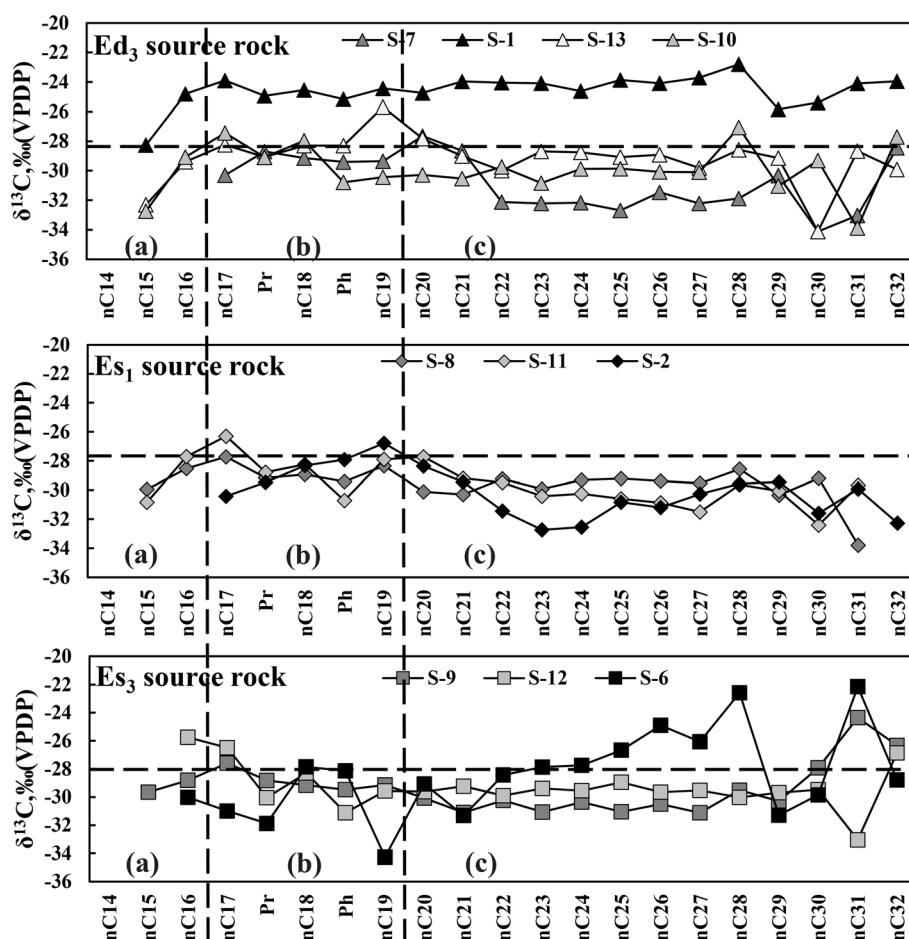 Ed3 source rock
S-7 S-1 S-13 S-10
δ13C,‰(VPDP)
-20
-22
-24
-26
-28
-30
-32
-34
-36
(a) (b) (c)
nC14 nC15 nC16 nC17 Pr nC18 Ph nC19 nC20 nC21 nC22 nC23 nC24 nC25 nC26 nC27 nC28 nC29 nC30 nC31 nC32
Es1 source rock
S-8 S-11 S-2
δ13C,‰(VPDP)
-20
-22
-24
-26
-28
-30
-32
-34
-36
(a) (b) (c)
nC14 nC15 nC16 nC17 Pr nC18 Ph nC19 nC20 nC21 nC22 nC23 nC24 nC25 nC26 nC27 nC28 nC29 nC30 nC31 nC32
Es3 source rock
S-9 S-12 S-6
δ13C,‰(VPDP)
-20
-22
-24
-26
-28
-30
-32
-34
-36
(a) (b) (c)
nC14 nC15 nC16 nC17 Pr nC18 Ph nC19 nC20 nC21 nC22 nC23 nC24 nC25 nC26 nC27 nC28 nC29 nC30 nC31 nC32